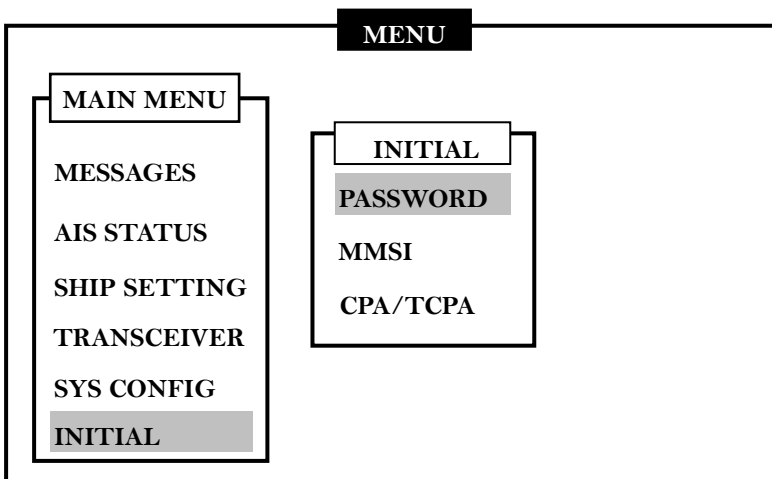 MENU
MAIN MENU
MESSAGES
AIS STATUS
SHIP SETTING
TRANSCEIVER
SYS CONFIG
INITIAL
INITIAL
PASSWORD
MMSI
CPA/TCPA